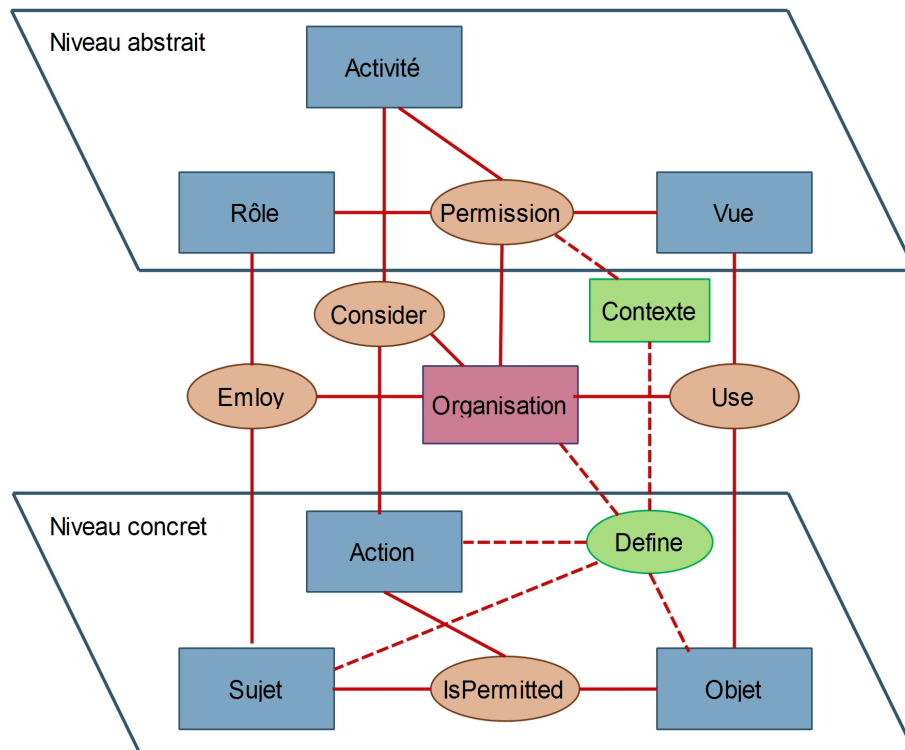 Niveau abstrait
Activité
Rôle
Permission
Vue
Contexte
Consider
Emloy
Organisation
Use
Niveau concret
Action
Define
Sujet
IsPermitted
Objet